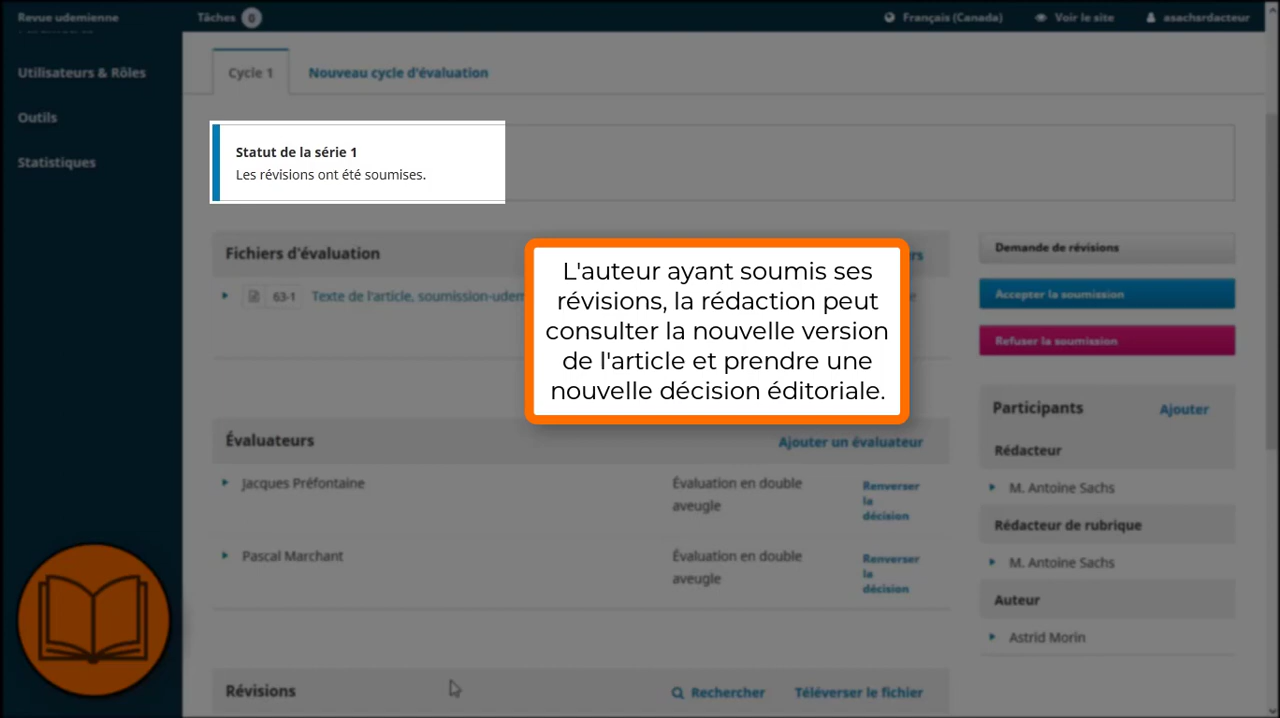 Revue udemienne
Tâches 0
Français (Canada)
Voir le site
asachsrdacteur
Utilisateurs & Rôles
Outils
Statistiques
Cycle 1
Nouveau cycle d'évaluation
Statut de la série 1
Les révisions ont été soumises.
Fichiers d'évaluation
63-1 Texte de l'article, soumission-udem
L'auteur ayant soumis ses
révisions, la rédaction peut
consulter la nouvelle version
de l'article et prendre une
nouvelle décision éditoriale.
Demande de révisions
Accepter la soumission
Refuser la soumission
Évaluateurs
Ajouter un évaluateur
Jacques Préfontaine
Évaluation en double
aveugle
Renverser
la
décision
Pascal Marchant
Évaluation en double
aveugle
Renverser
la
décision
Participants
Ajouter
Rédacteur
M. Antoine Sachs
Rédacteur de rubrique
M. Antoine Sachs
Auteur
Astrid Morin
Révisions
Rechercher
Téléverser le fichier